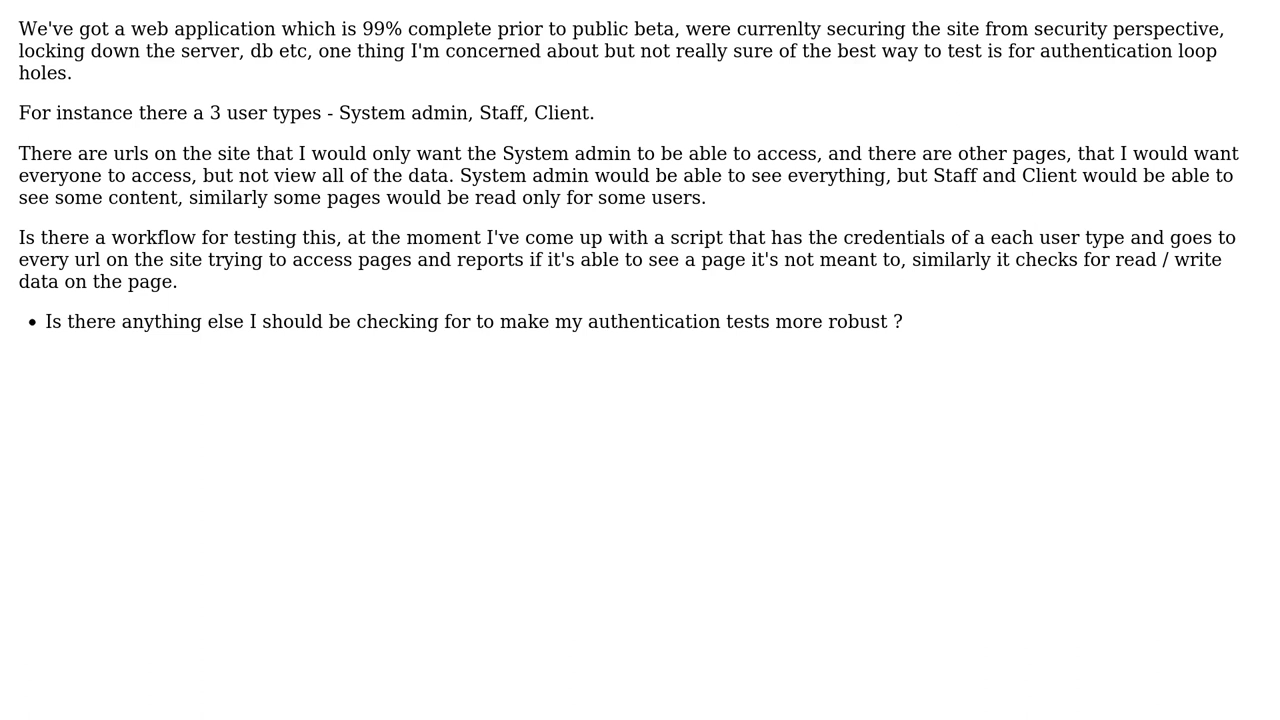 We've got a web application which is 99% complete prior to public beta, were currenlty securing the site from security perspective,
locking down the server, db etc, one thing I'm concerned about but not really sure of the best way to test is for authentication loop
holes.
For instance there a 3 user types - System admin, Staff, Client.
There are urls on the site that I would only want the System admin to be able to access, and there are other pages, that I would want
everyone to access, but not view all of the data. System admin would be able to see everything, but Staff and Client would be able to
see some content, similarly some pages would be read only for some users.
Is there a workflow for testing this, at the moment I've come up with a script that has the credentials of a each user type and goes to
every url on the site trying to access pages and reports if it's able to see a page it's not meant to, similarly it checks for read / write
data on the page.
• Is there anything else I should be checking for to make my authentication tests more robust ?